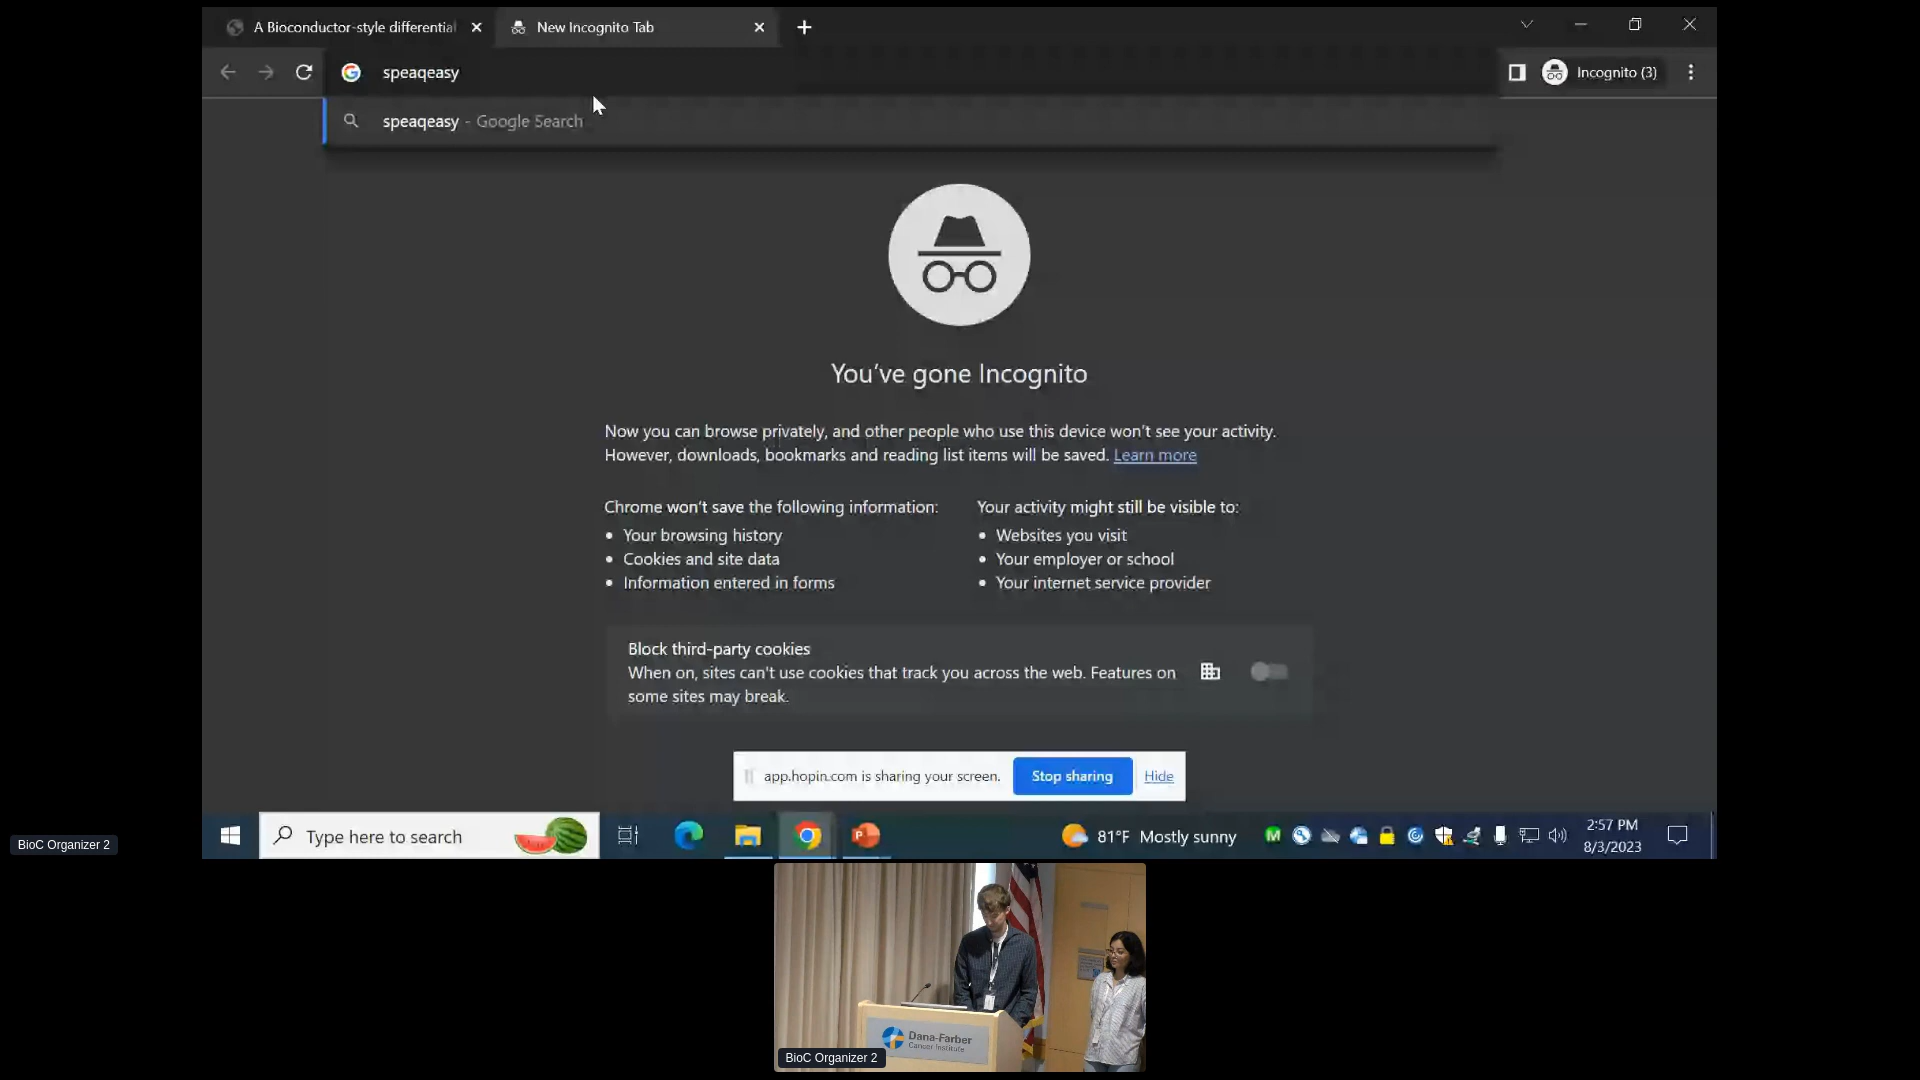 A Bioconductor-style differential
New Incognito Tab
speaqeasy
Incognito (3)
speaqeasy - Google Search
You've gone Incognito
Now you can browse privately, and other people who use this device won't see your activity.
However, downloads, bookmarks and reading list items will be saved. Learn more
Chrome won't save the following information:
Your browsing history
Cookies and site data
Information entered in forms
Your activity might still be visible to:
Websites you visit
Your employer or school
Your internet service provider
Block third-party cookies
When on, sites can't use cookies that track you across the web. Features on
some sites may break.
app.hopin.com is sharing your screen.
Stop sharing
Hide
Type here to search
81°F Mostly sunny
2:57 PM
8/3/2023
BioC Organizer 2
Dana-Farber
Cancer Institute
BioC Organizer 2